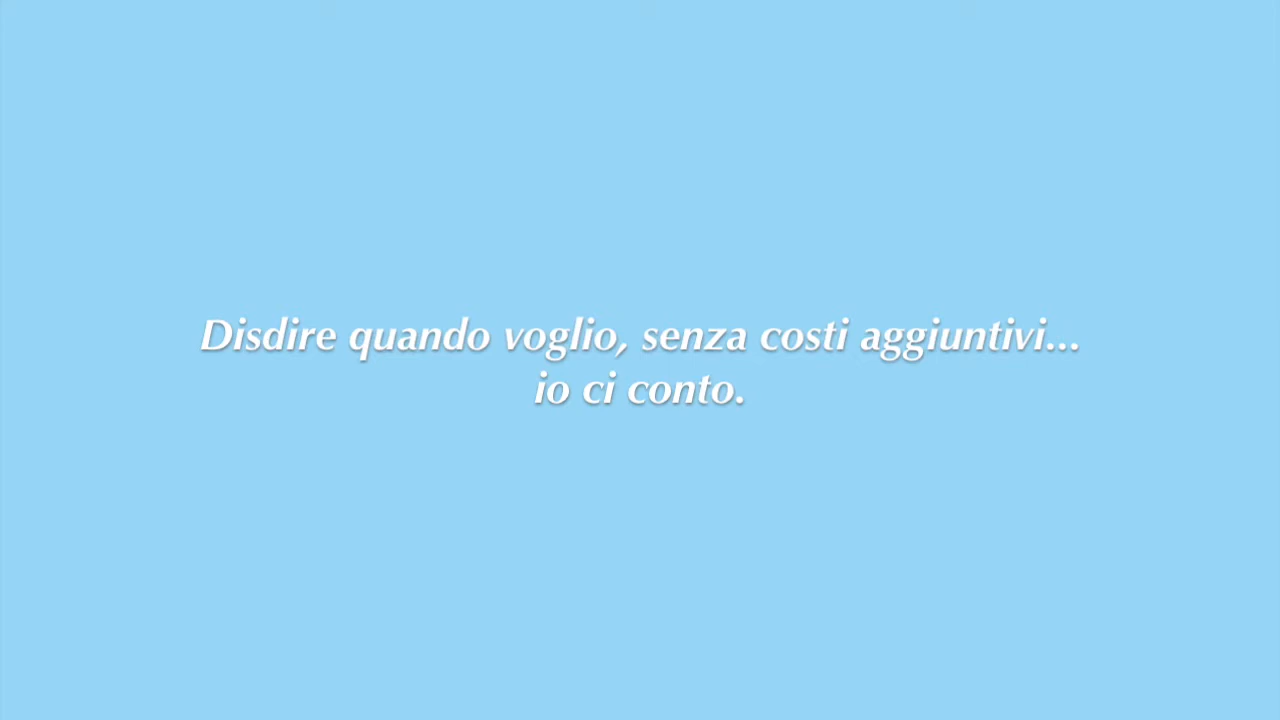 Disdire quando voglio, senza costi aggiuntivi...
io ci conto.